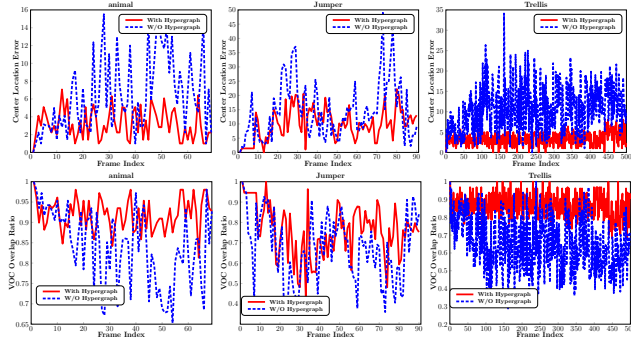 animal
Jumper
Trellis
With Hypergraph
W/O Hypergraph
With Hypergraph
W/O Hypergraph
With Hypergraph
W/O Hypergraph
Center Location Error
Center Location Error
Center Location Error
16
14
12
10
8
6
4
2
0
50
40
30
25
20
15
10
5
0
35
30
25
20
15
10
5
0
0 10 20 30 40 50 60
0 10 20 30 40 50 60 70 80 90
0 50 100 150 200 250 300 350 400 450 500
Frame Index
Frame Index
Frame Index
animal
Jumper
Trellis
VOC Overlap Ratio
VOC Overlap Ratio
VOC Overlap Ratio
1
0.95
0.9
0.85
0.8
0.75
0.7
0.65
1
0.9
0.8
0.7
0.6
0.5
0.4
1
0.9
0.8
0.7
0.6
0.5
0.4
0.3
0.2
With Hypergraph
W/O Hypergraph
With Hypergraph
W/O Hypergraph
With Hypergraph
W/O Hypergraph
0 10 20 30 40 50 60
0 10 20 30 40 50 60 70 80 90
0 50 100 150 200 250 300 350 400 450 500
Frame Index
Frame Index
Frame Index